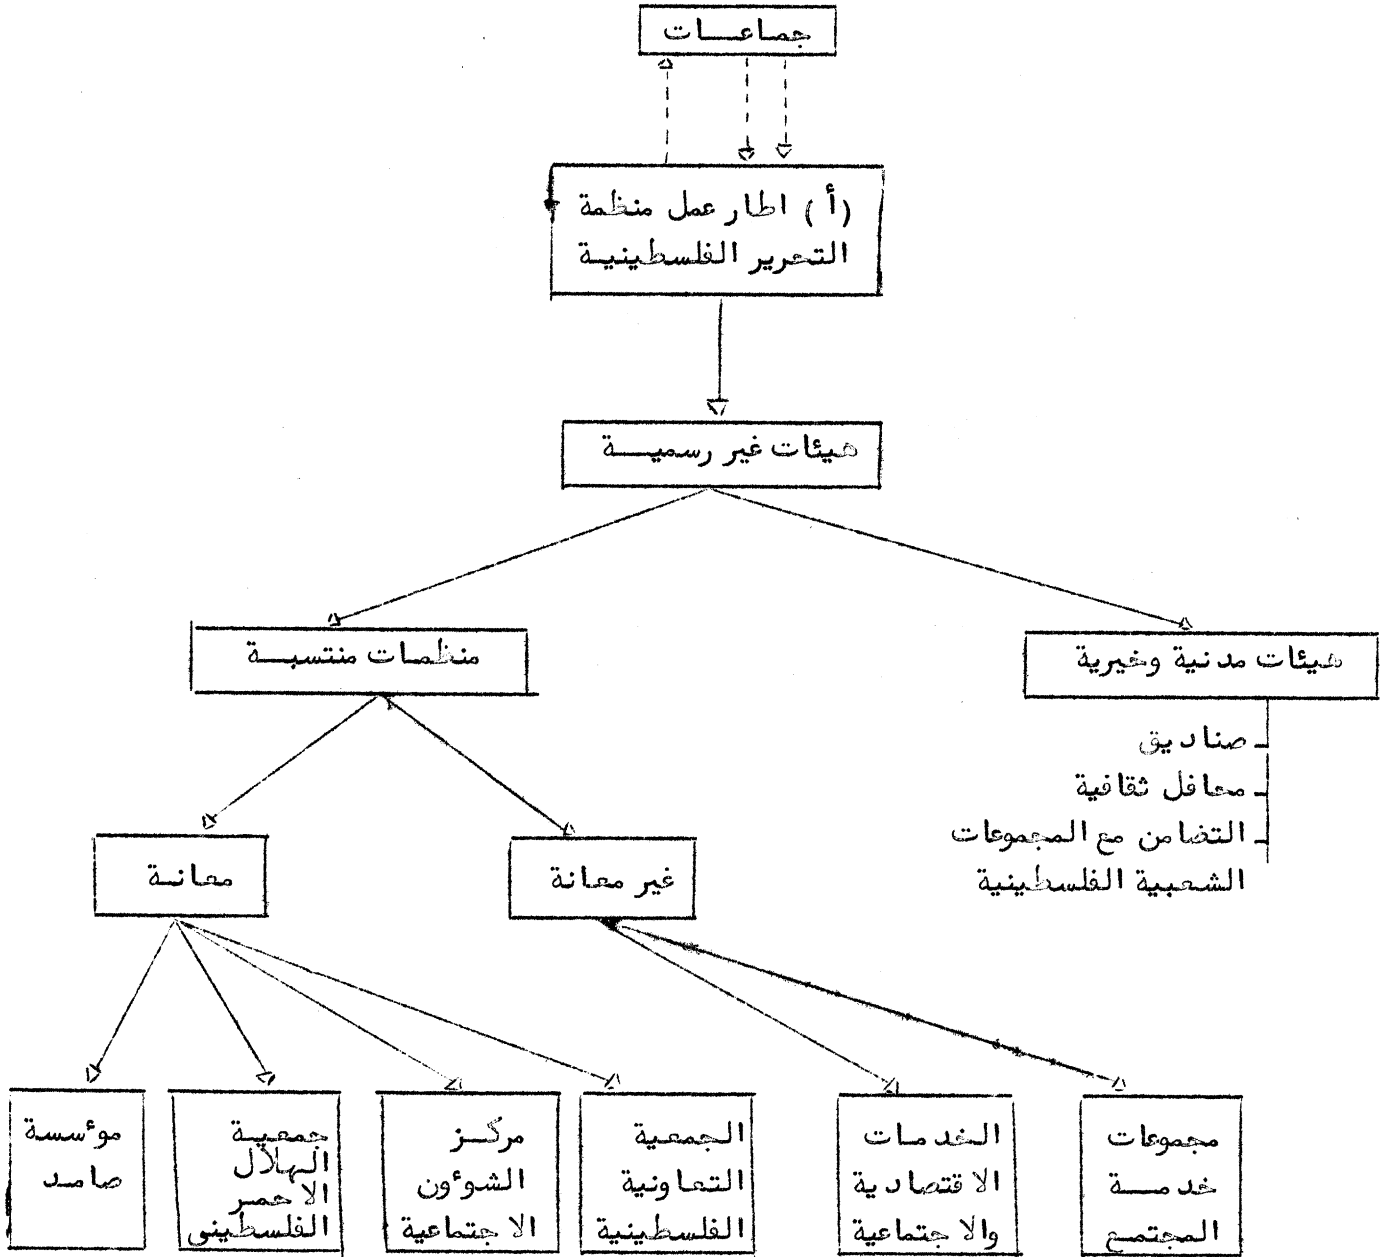 جماعات
(أ) اطار عمل منظمة
التحرير الفلسطينية
هيئات غير رسمية
هيئات مدنية وخيرية
صناديق
محافل ثقافية
التضامن مع المجموعات
الشعبية الفلسطينية
منظمات منتسبة
غير معانة
معانة
مجموعات
خدمة
المجتمع
الخدمات
الاقتصادية
والاجتماعية
الجمعية
التعاونية
الفلسطينية
مركز
الشوءون
الاجتماعية
جمعية
الهلال
الاحمر
الفلسطيني
موءسسة
صامد